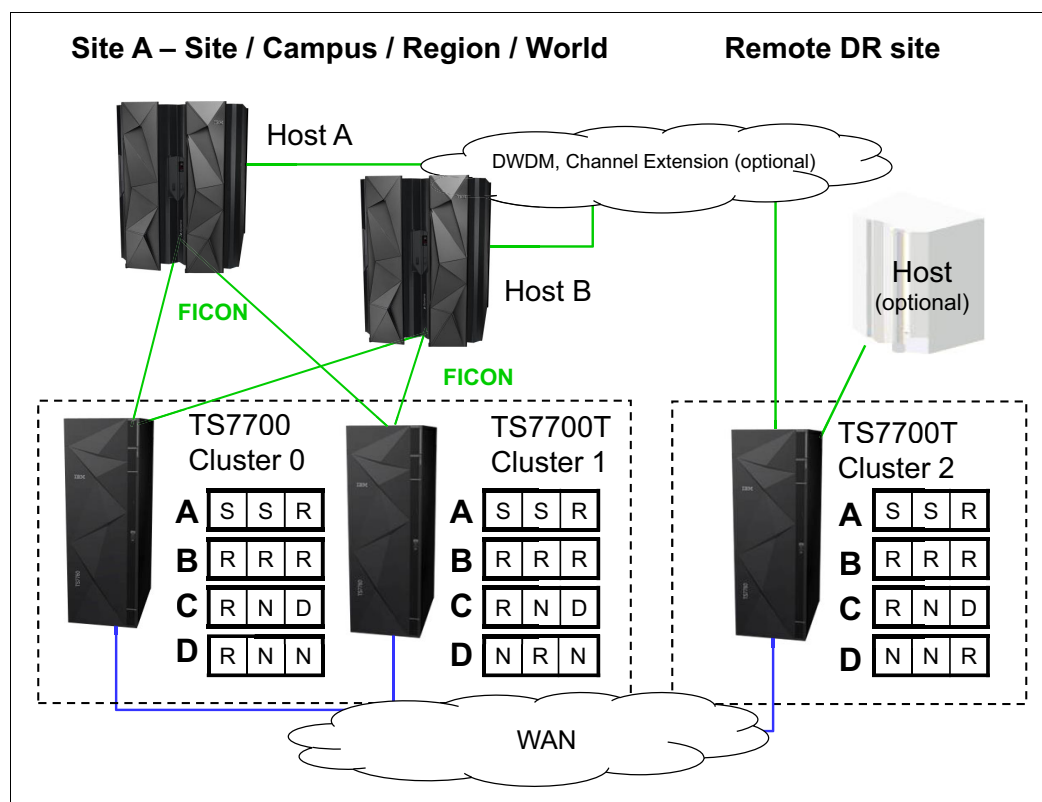 Site A – Site / Campus / Region / World
Remote DR site
Host A
DWDM, Channel Extension (optional)
Host B
Host
(optional)
FICON
FICON
TS7700
Cluster 0
A S S R
B R R R
C R N D
D R N N
TS7700T
Cluster 1
A S S R
B R R R
C R N D
D N R N
TS7700T
Cluster 2
A S S R
B R R R
C R N D
D N N R
WAN